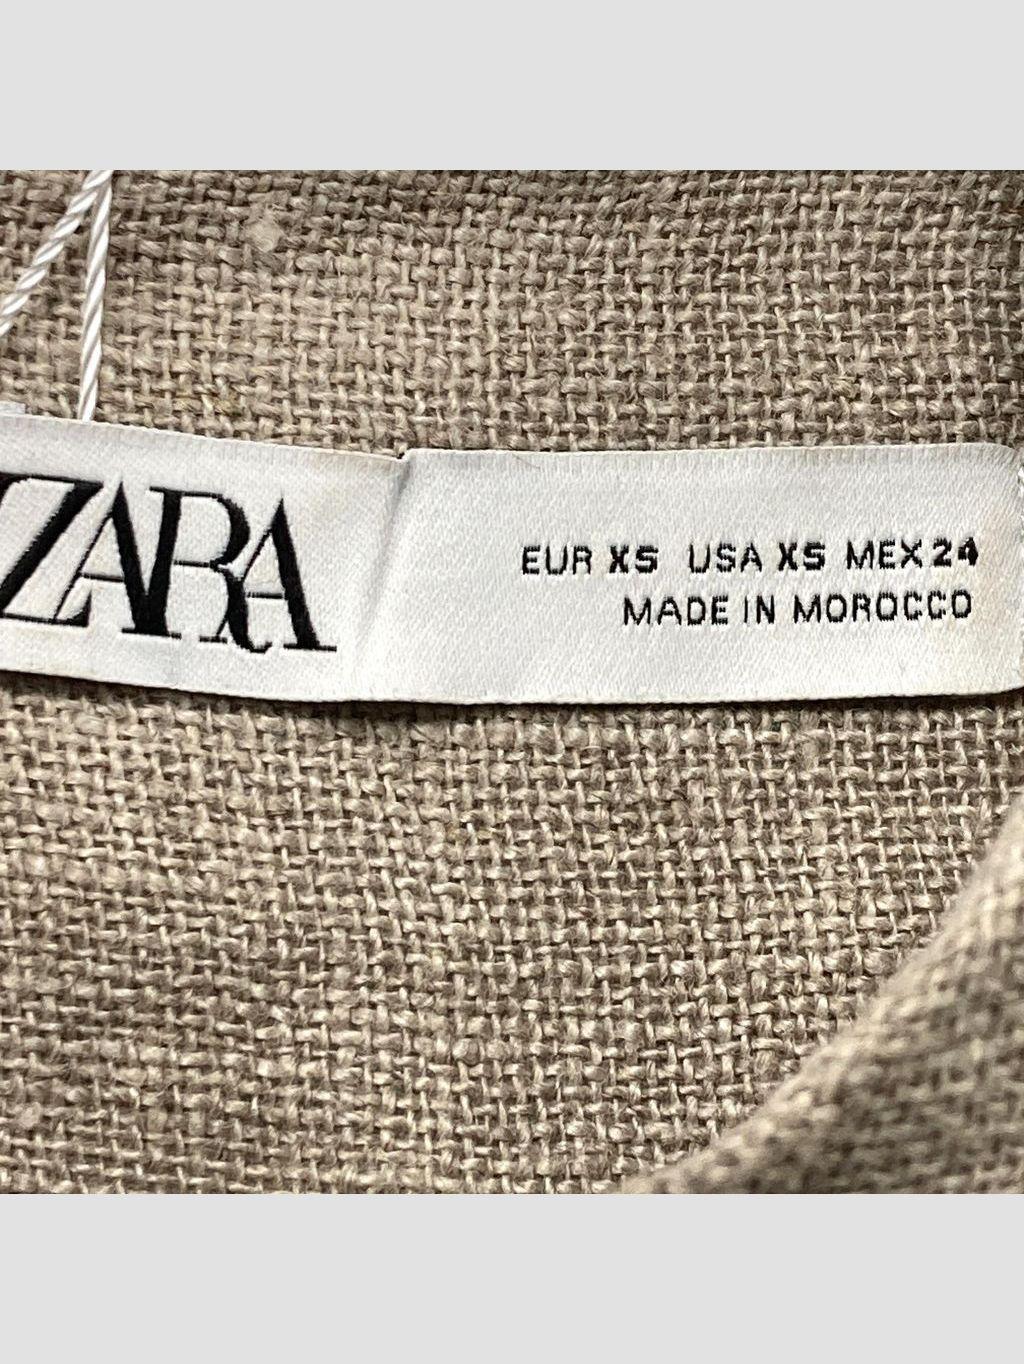 ZARA
EUR XS USA XS MEX 24
MADE IN MOROCCO